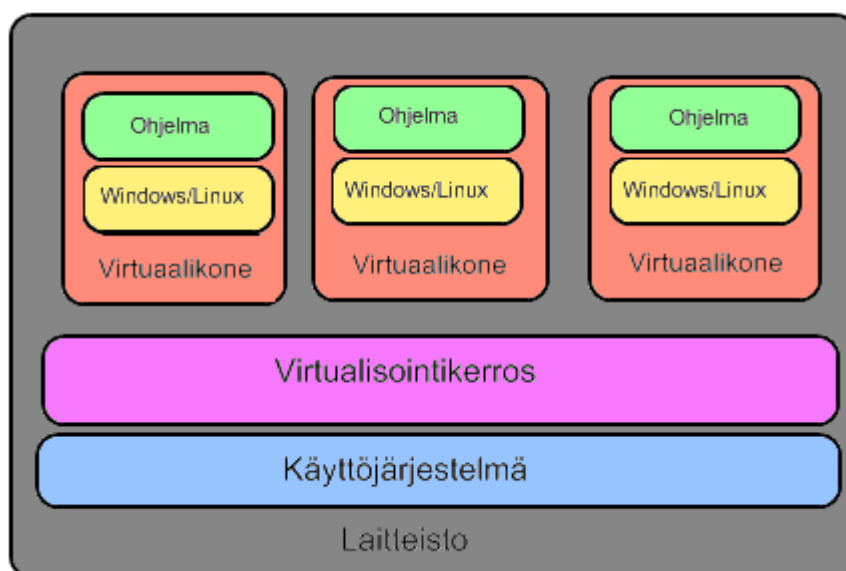 Ohjelma
Ohjelma
Ohjelma
Windows/Linux
Windows/Linux
Windows/Linux
Virtuaalikone
Virtuaalikone
Virtuaalikone
Virtualisointikerros
Käyttöjärjestelmä
Laitteisto